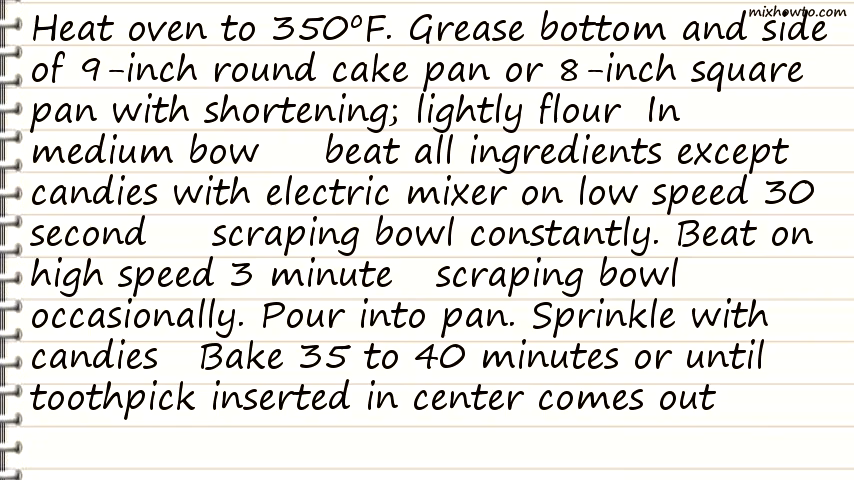 mixhowto.com
Heat oven to 350ºF. Grease bottom and side
of 9-inch round cake pan or 8-inch square
pan with shortening; lightly flour In
medium bow beat all ingredients except
candies with electric mixer on low speed 30
second scraping bowl constantly. Beat on
high speed 3 minute scraping bowl
occasionally. Pour into pan. Sprinkle with
candies Bake 35 to 40 minutes or until
toothpick inserted in center comes out